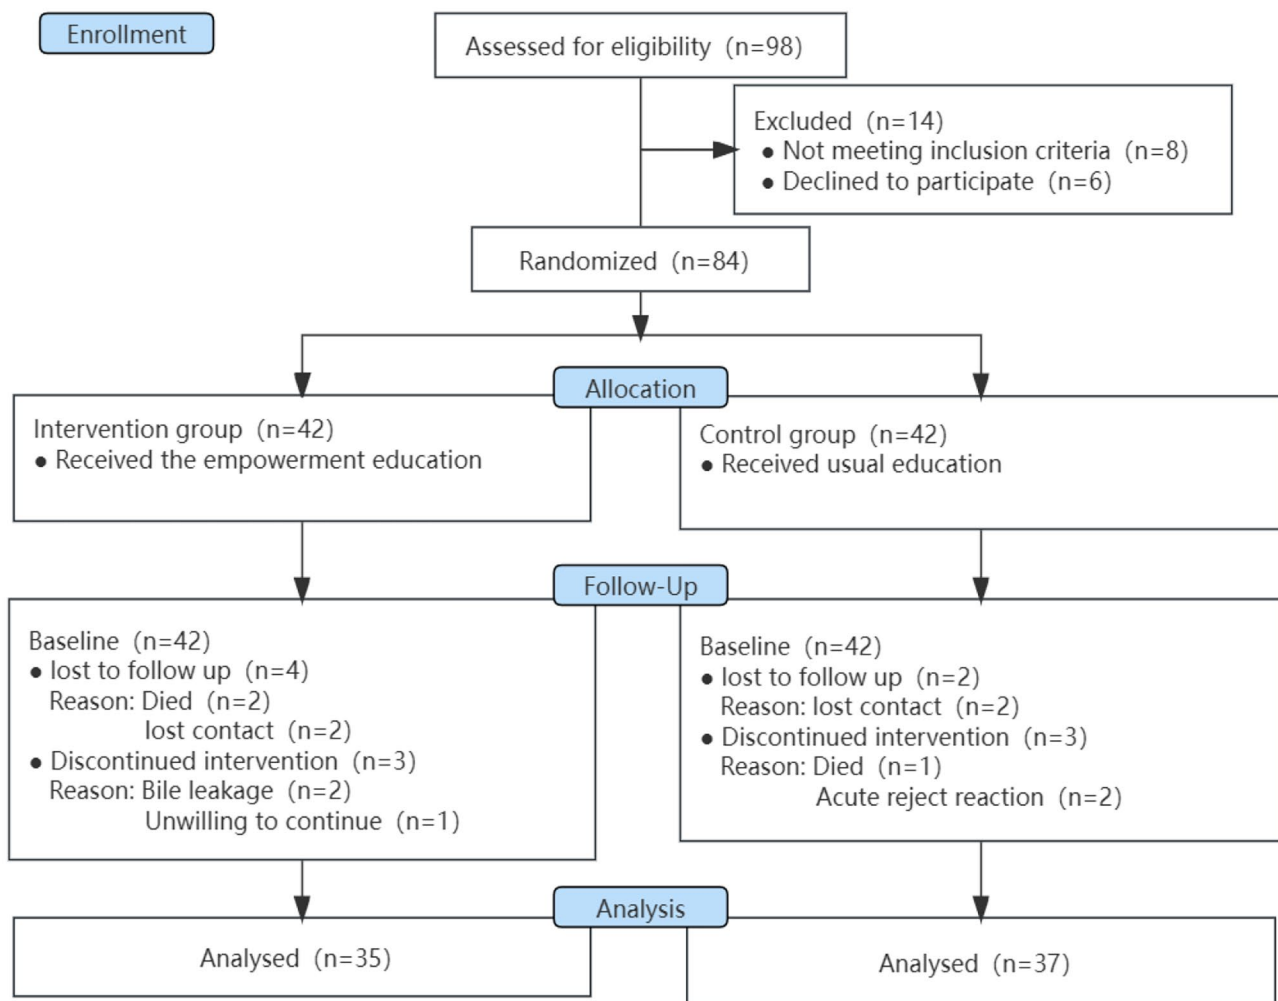 Enrollment
Assessed for eligibility (n=98)
Excluded (n=14)
● Not meeting inclusion criteria (n=8)
● Declined to participate (n=6)
Randomized (n=84)
Allocation
Intervention group (n=42)
● Received the empowerment education
Control group (n=42)
● Received usual education
Follow-Up
Baseline (n=42)
● lost to follow up (n=4)
Reason: Died (n=2)
lost contact (n=2)
● Discontinued intervention (n=3)
Reason: Bile leakage (n=2)
Unwilling to continue (n=1)
Baseline (n=42)
● lost to follow up (n=2)
Reason: lost contact (n=2)
● Discontinued intervention (n=3)
Reason: Died (n=1)
Acute reject reaction (n=2)
Analysis
Analysed (n=35)
Analysed (n=37)